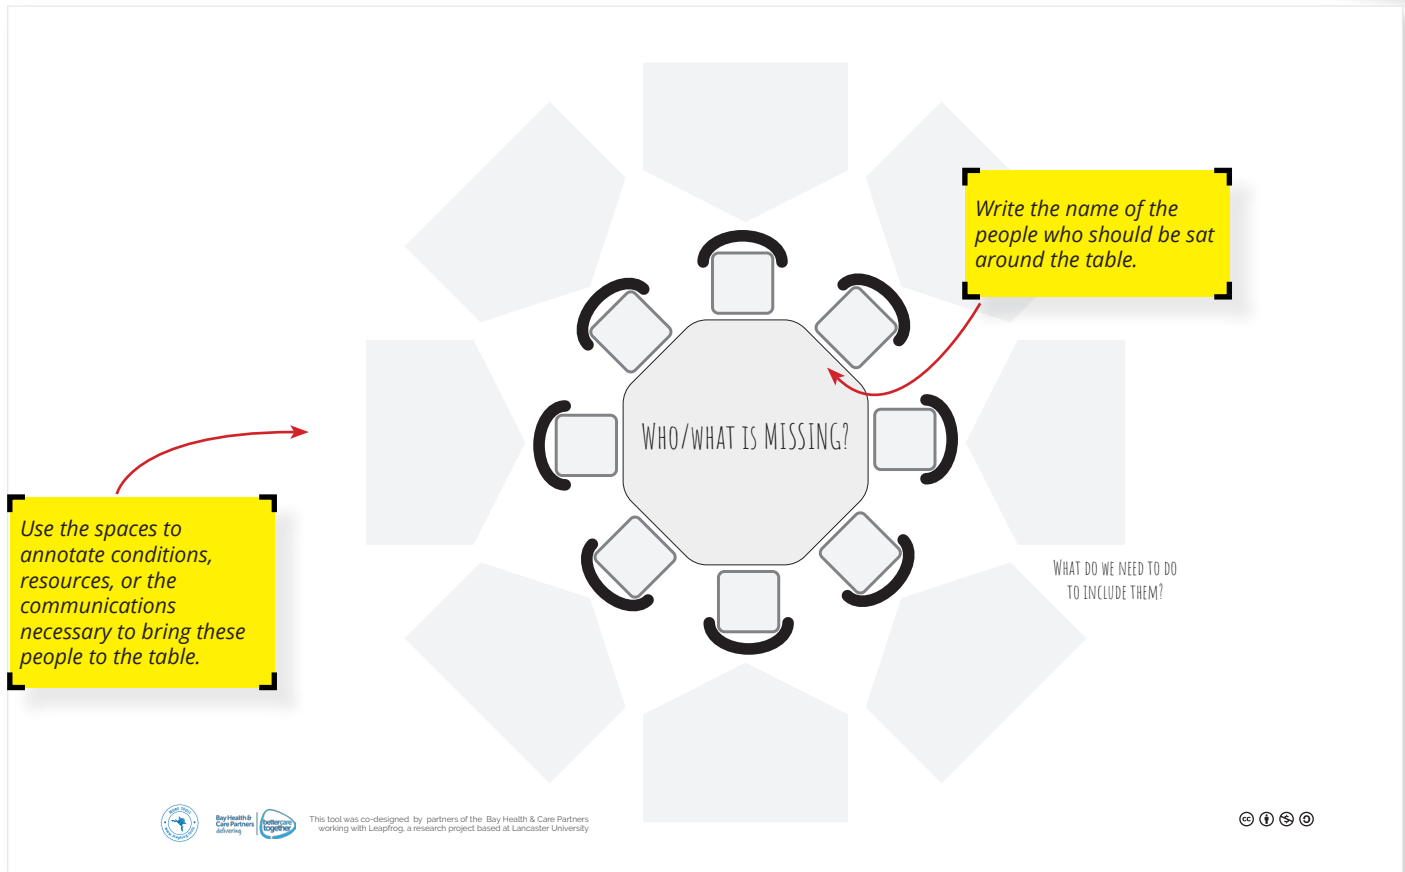 Write the name of the
people who should be sat
around the table.
WHO/WHAT IS MISSING?
Use the spaces to
annotate conditions,
resources, or the
communications
necessary to bring these
people to the table.
WHAT DO WE NEED TO DO
TO INCLUDE THEM?
Bay Health &
Care Partners
delivering
bettercare
together
This tool was co-designed by partners of the Bay Health & Care Partners
working with Leapfrog, a research project based at Lancaster University
cc